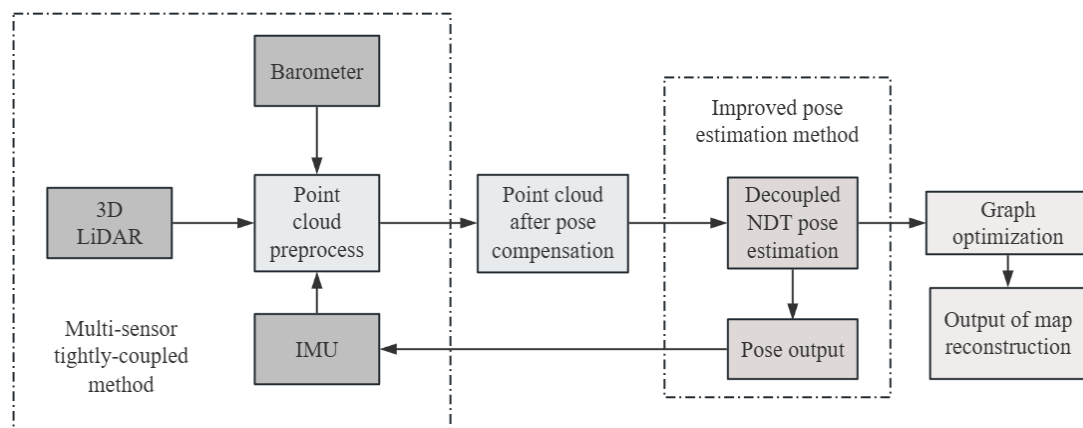 Barometer
Improved pose
estimation method
3D
LiDAR
Point
cloud
preprocess
Point cloud
after pose
compensation
Decoupled
NDT pose
estimation
Graph
optimization
Multi-sensor
tightly-coupled
method
IMU
Pose output
Output of map
reconstruction